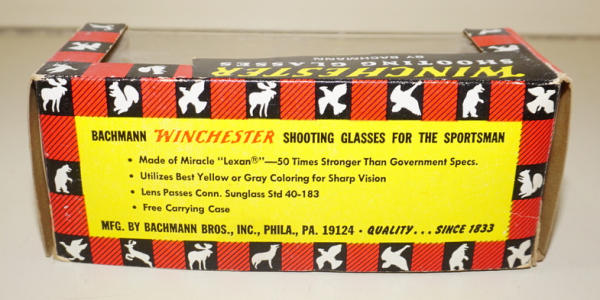 WINCHESTER
SHOOTING GLASSES
BY BACHMANN
BACHMANN WINCHESTER SHOOTING GLASSES FOR THE SPORTSMAN
• Made of Miracle "Lexan®"—50 Times Stronger Than Government Specs.
• Utilizes Best Yellow or Gray Coloring for Sharp Vision
• Lens Passes Conn. Sunglass Std 40-183
• Free Carrying Case
MFG. BY BACHMANN BROS., INC., PHILA., PA. 19124 • QUALITY... SINCE 1833